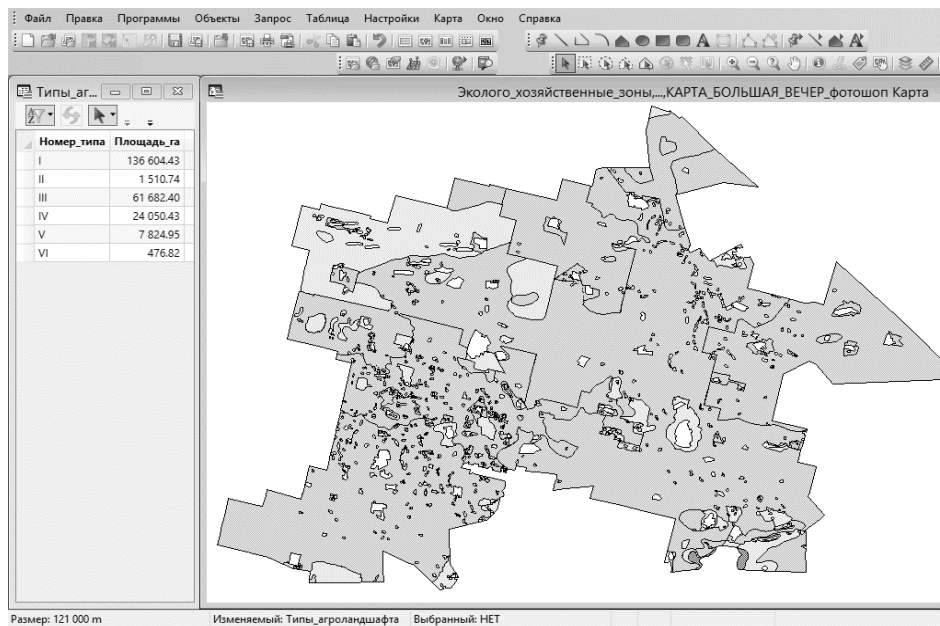 Файл Правка Программы Объекты Запрос Таблица Настройки Карта Окно Справка
Типы_аг...
Эколого_хозяйственные_зоны,...,КАРТА_БОЛЬШАЯ_ВЕЧЕР_фотошоп Карта
Номер_типа Площадь_га
I 136 604.43
II 1 510.74
III 61 682.40
IV 24 050.43
V 7 824.95
VI 476.82
Размер: 121 000 m Изменяемый: Типы_агроландшафта Выбранный: НЕТ